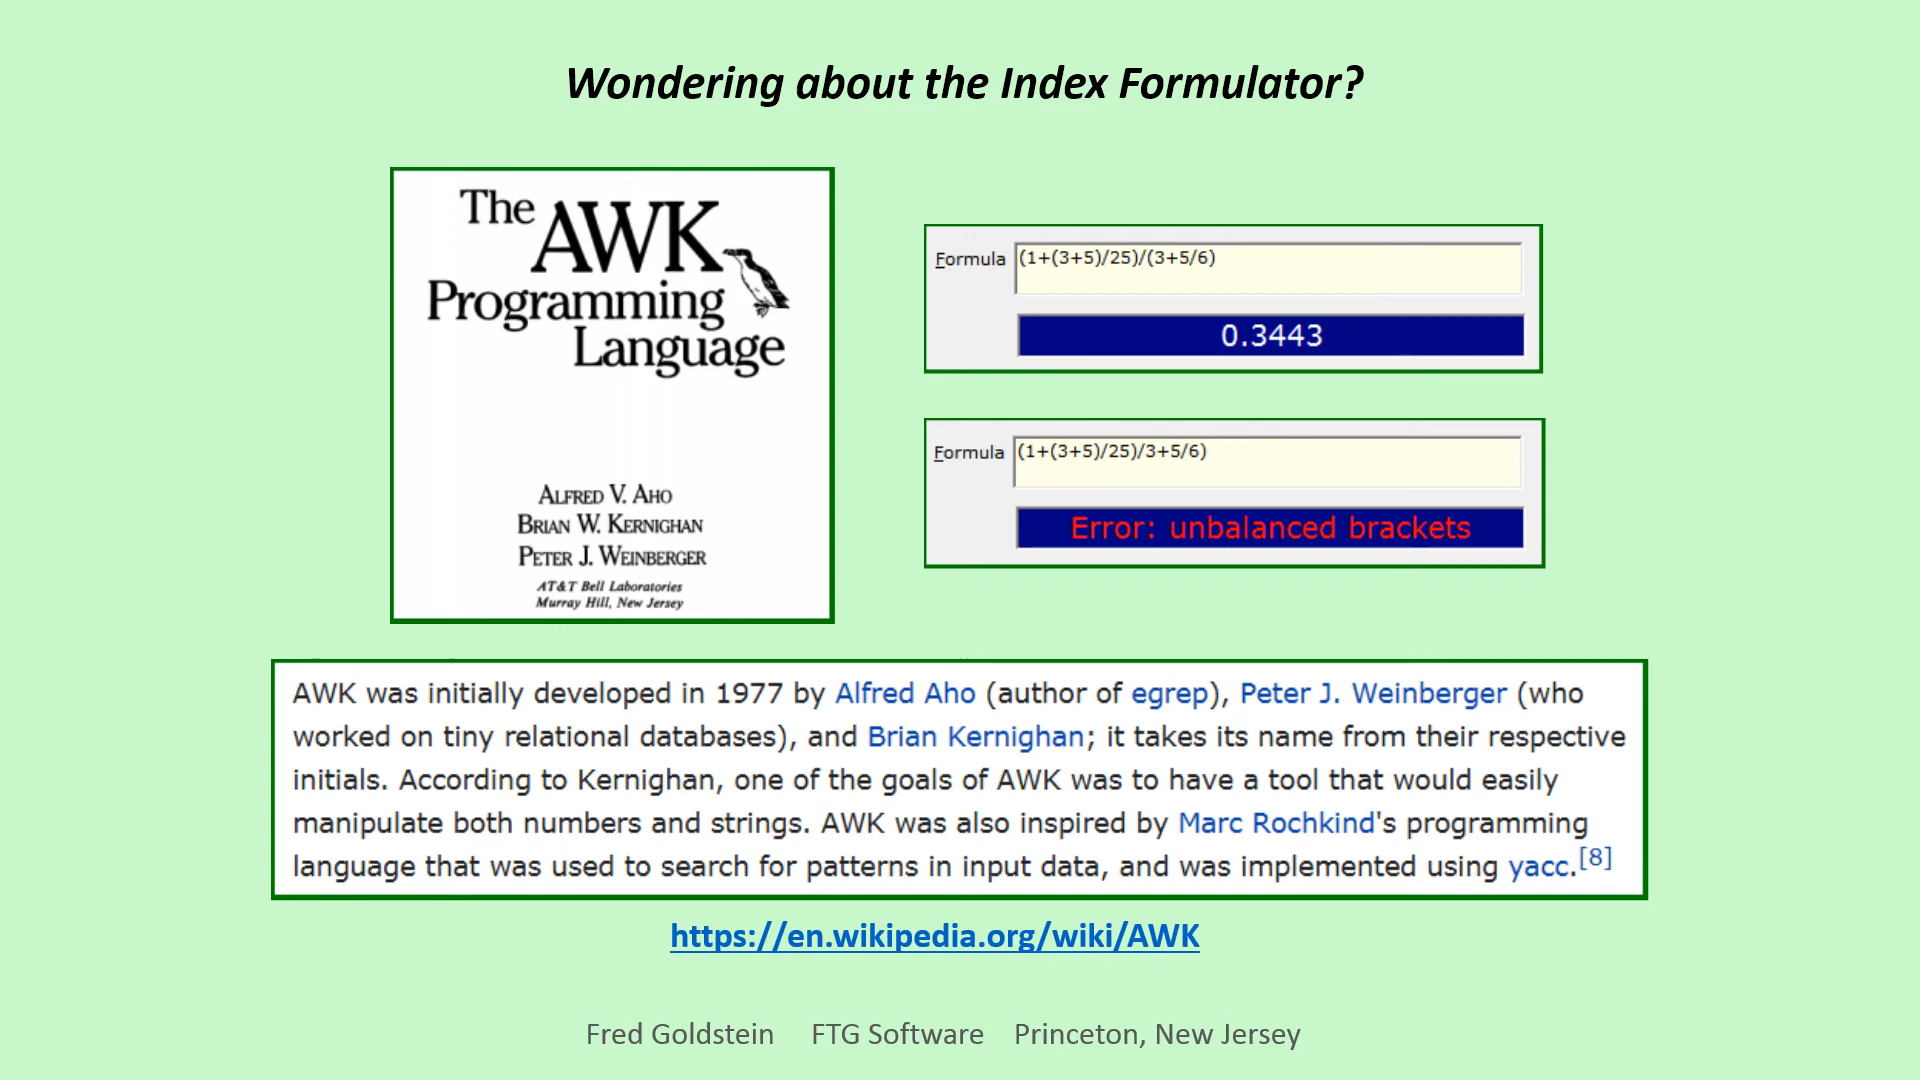 Wondering about the Index Formulator?
The AWK
Programming
Language
ALFRED V. AHO
BRIAN W. KERNIGHAN
PETER J. WEINBERGER
AT&T Bell Laboratories
Murray Hill, New Jersey
Formula (1+(3+5)/25)/(3+5/6)
0.3443
Formula (1+(3+5)/25)/3+5/6)
Error: unbalanced brackets
AWK was initially developed in 1977 by Alfred Aho (author of egrep), Peter J. Weinberger (who
worked on tiny relational databases), and Brian Kernighan; it takes its name from their respective
initials. According to Kernighan, one of the goals of AWK was to have a tool that would easily
manipulate both numbers and strings. AWK was also inspired by Marc Rochkind's programming
language that was used to search for patterns in input data, and was implemented using yacc.[8]
https://en.wikipedia.org/wiki/AWK
Fred Goldstein FTG Software Princeton, New Jersey